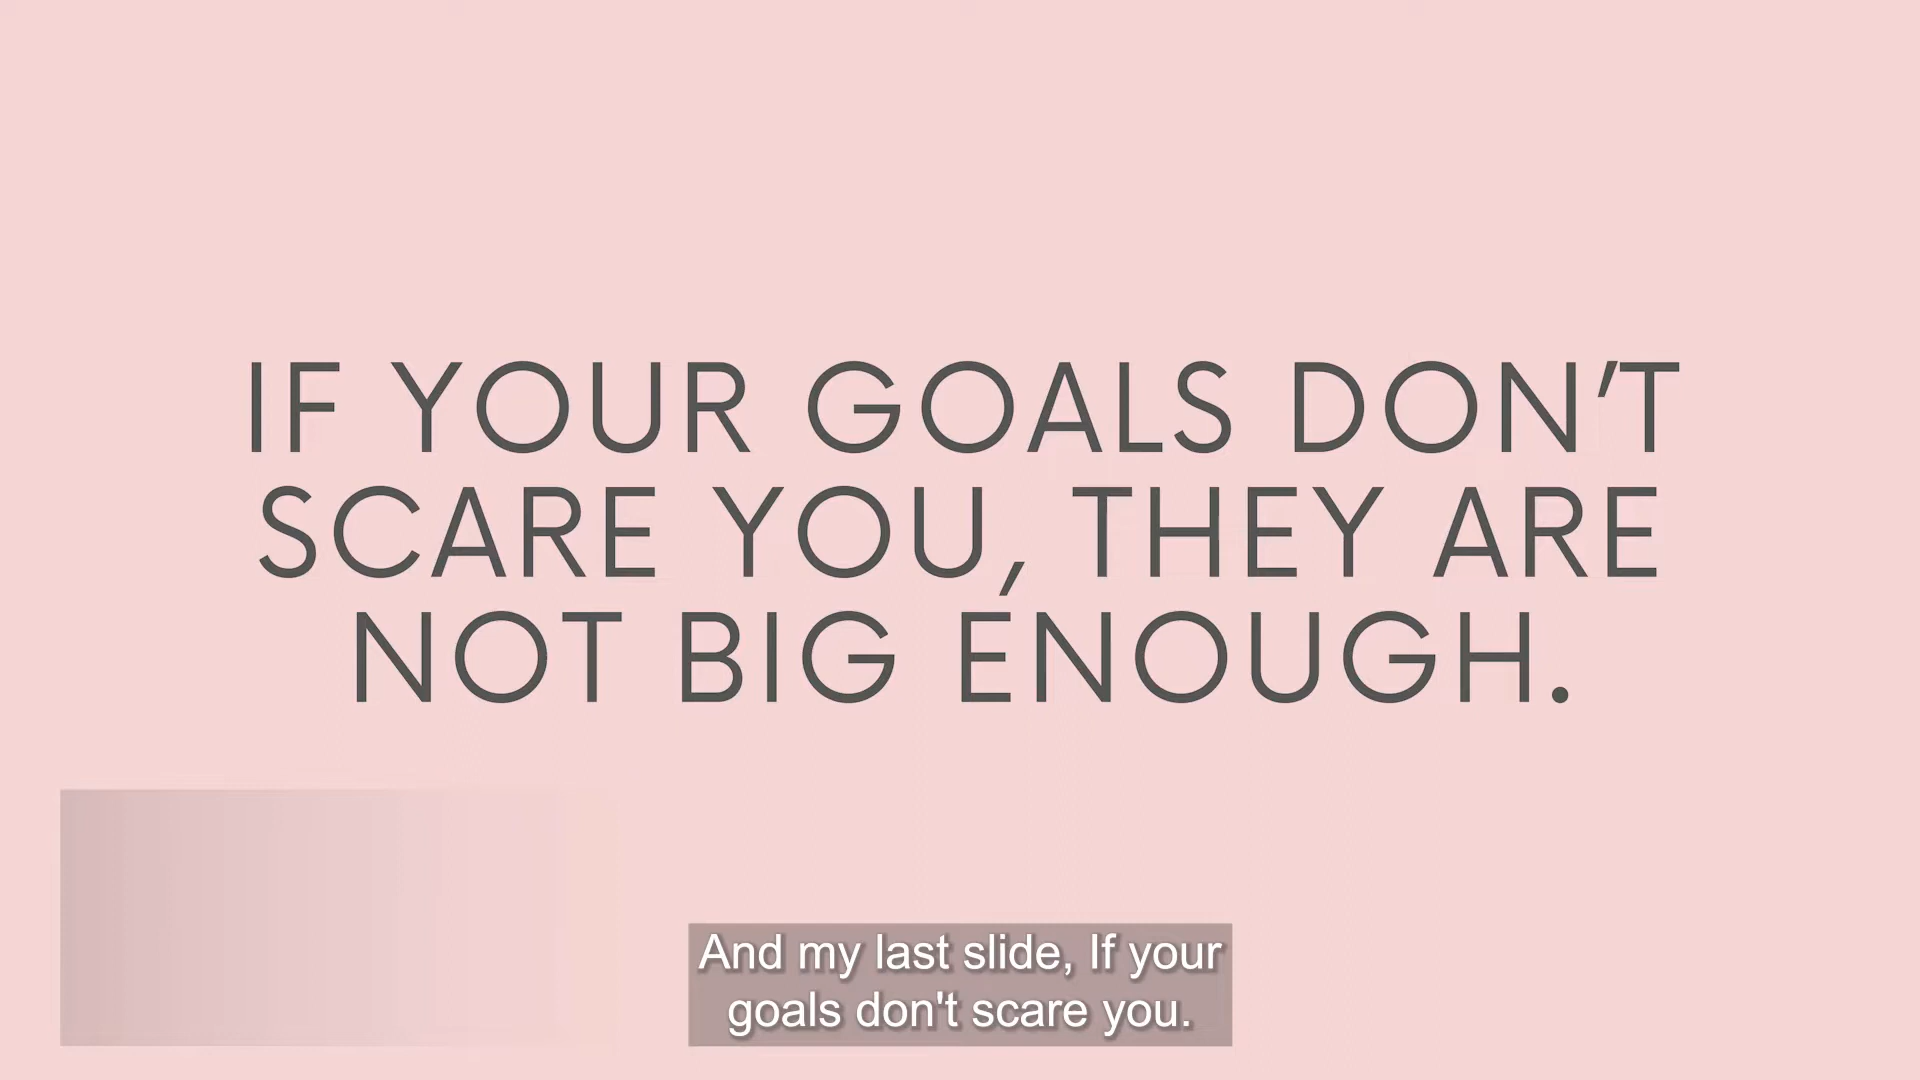 IF YOUR GOALS DON'T
SCARE YOU, THEY ARE
NOT BIG ENOUGH.
And my last slide, If your
goals don't scare you.